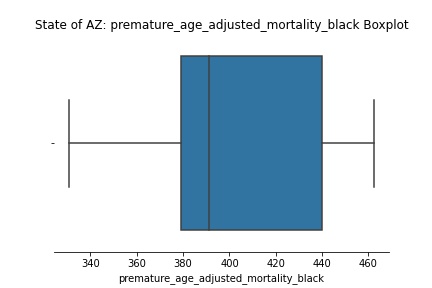 State of AZ: premature_age_adjusted_mortality_black Boxplot
-
340 360 380 400 420 440 460
premature_age_adjusted_mortality_black